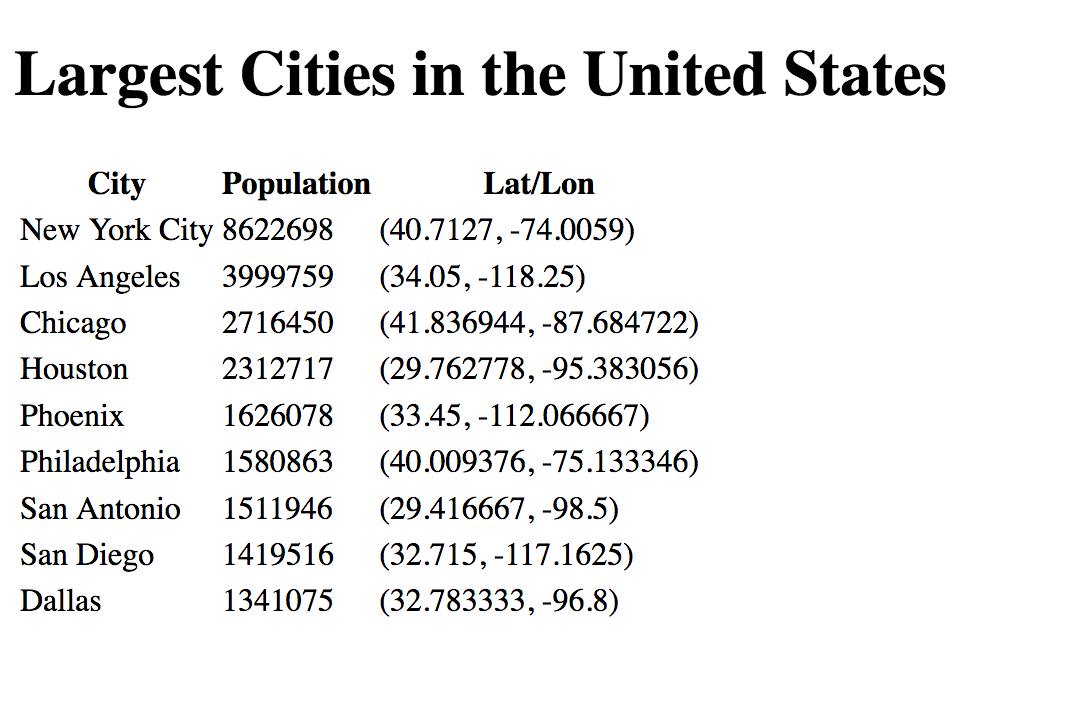 Largest Cities in the United States
City Population Lat/Lon
New York City 8622698 (40.7127, -74.0059)
Los Angeles 3999759 (34.05, -118.25)
Chicago 2716450 (41.836944, -87.684722)
Houston 2312717 (29.762778, -95.383056)
Phoenix 1626078 (33.45, -112.066667)
Philadelphia 1580863 (40.009376, -75.133346)
San Antonio 1511946 (29.416667, -98.5)
San Diego 1419516 (32.715, -117.1625)
Dallas 1341075 (32.783333, -96.8)